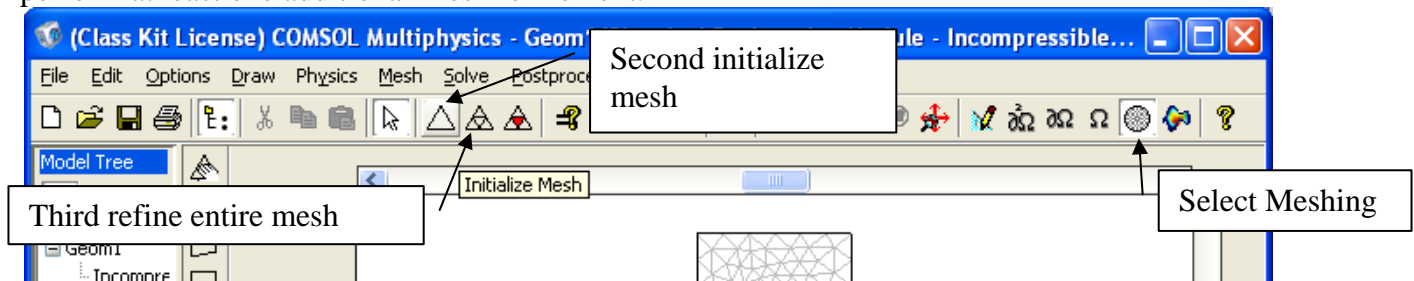 (Class Kit License) COMSOL Multiphysics - Geom
ule - Incompressible...
Second initialize
mesh
File Edit Options Draw Physics Mesh Solve Postproce
Model Tree
Initialize Mesh
Third refine entire mesh
Select Meshing
Geom1
Incompre